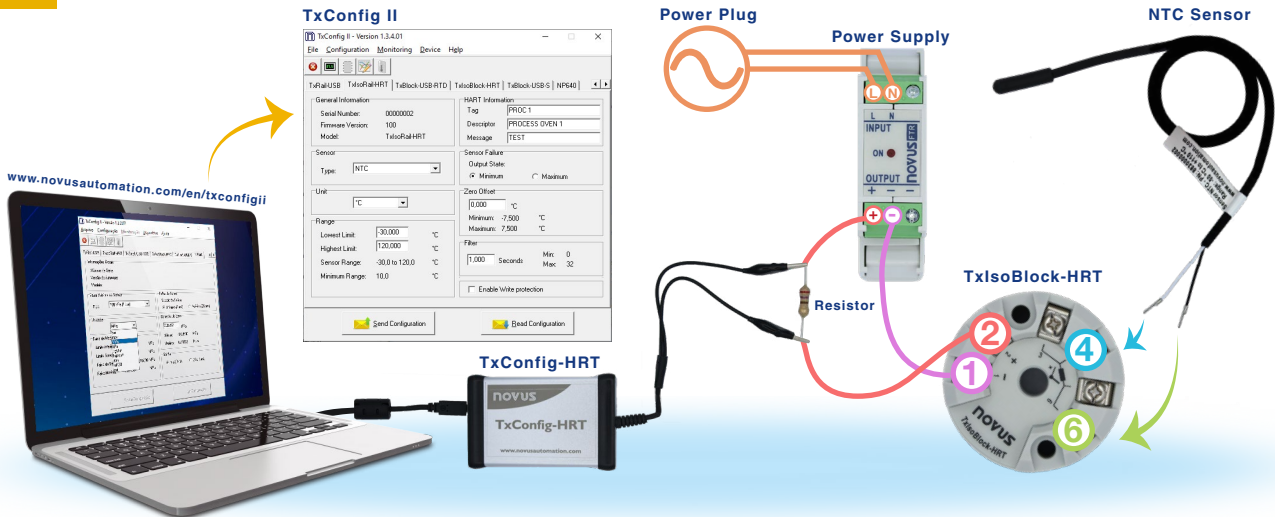 TxConfig II
TxConfig II - Version 1.3.4.01
File Configuration Monitoring Device Help
TxRail-USB TxIsoRail-HRT TxBlock-USB-RTD TxIsoBlock-HRT TxBlock-USB-S NP640
General Information
Serial Number: 00000002
Firmware Version: 100
Model: TxIsoRail-HRT
HART Information
Tag PROC 1
Descriptor PROCESS OVEN 1
Message TEST
Sensor
Type: NTC
Sensor Failure
Output State:
Minimum Maximum
Unit
°C
Zero Offset
0,000 °C
Minimum: -7,500 °C
Maximum: 7,500 °C
Range
Lowest Limit: -30,000 °C
Highest Limit: 120,000 °C
Sensor Range: -30,0 to 120,0 °C
Minimum Range: 10,0 °C
Filter
1,000 Seconds Min: 0
Max: 32
Enable Write protection
Send Configuration
Read Configuration
www.novusautomation.com/en/txconfigii
TxConfig-HRT
novus
TxConfig-HRT
www.novusautomation.com
Power Plug
Power Supply
L N
L N
INPUT
ON
novus FTR
OUTPUT
+ − −
+ −
Resistor
NTC Sensor
TxIsoBlock-HRT
2
1
4
6
novus
TxIsoBlock-HRT